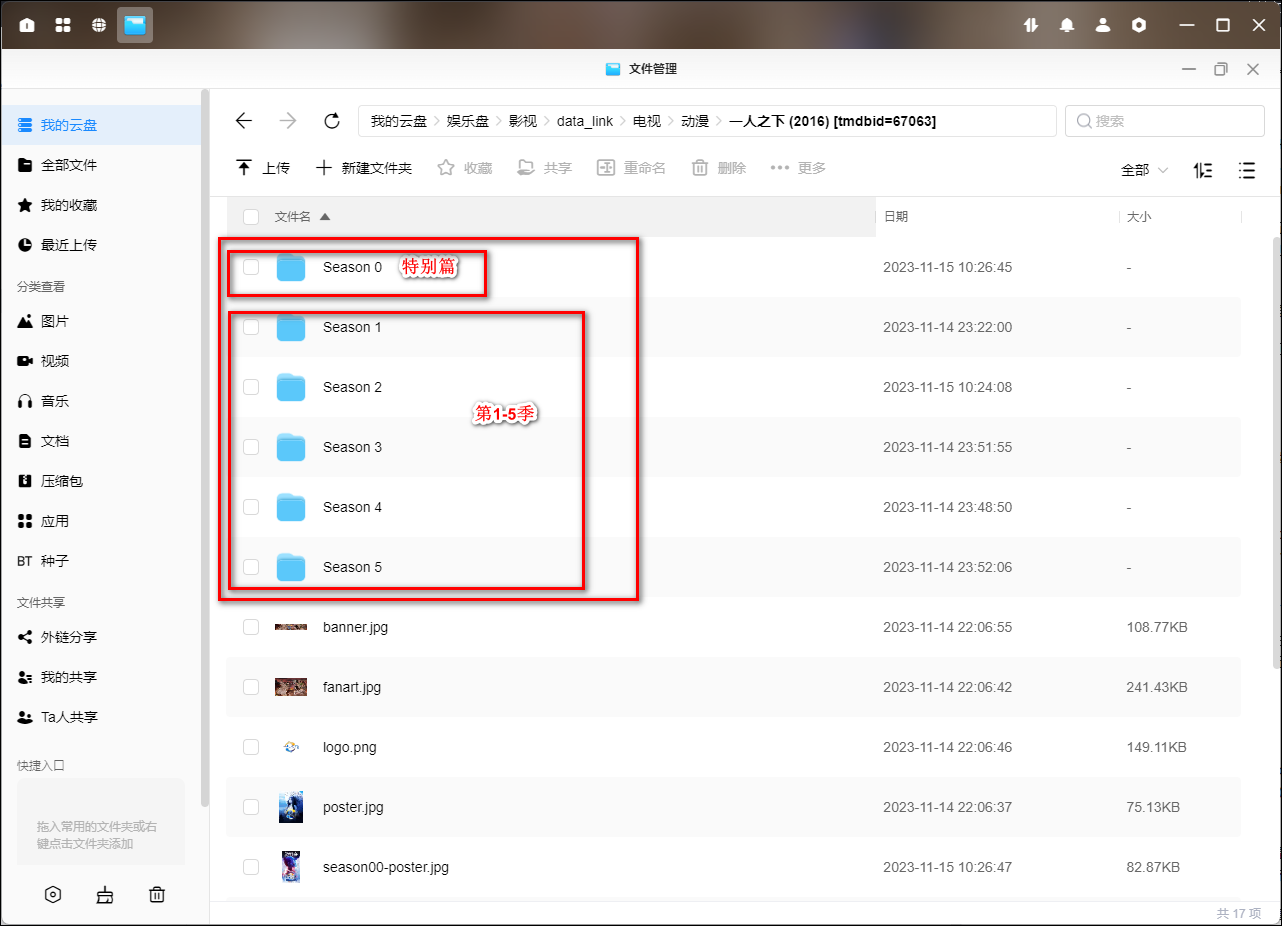 文件管理
我的云盘
全部文件
我的收藏
最近上传
分类查看
图片
视频
音乐
文档
压缩包
应用
BT 种子
文件共享
外链分享
我的共享
Ta人共享
快捷入口
拖入常用的文件夹或右
键点击文件夹添加
我的云盘 > 娱乐盘 > 影视 > data_link > 电视 > 动漫 > 一人之下 (2016) [tmdbid=67063]
搜索
上传 新建文件夹 收藏 共享 重命名 删除 更多
全部
文件名 日期 大小
Season 0 特别篇 2023-11-15 10:26:45 -
Season 1 2023-11-14 23:22:00 -
Season 2 2023-11-15 10:24:08 -
第1-5季
Season 3 2023-11-14 23:51:55 -
Season 4 2023-11-14 23:48:50 -
Season 5 2023-11-14 23:52:06 -
banner.jpg 2023-11-14 22:06:55 108.77KB
fanart.jpg 2023-11-14 22:06:42 241.43KB
logo.png 2023-11-14 22:06:46 149.11KB
poster.jpg 2023-11-14 22:06:37 75.13KB
season00-poster.jpg 2023-11-15 10:26:47 82.87KB
共 17 项